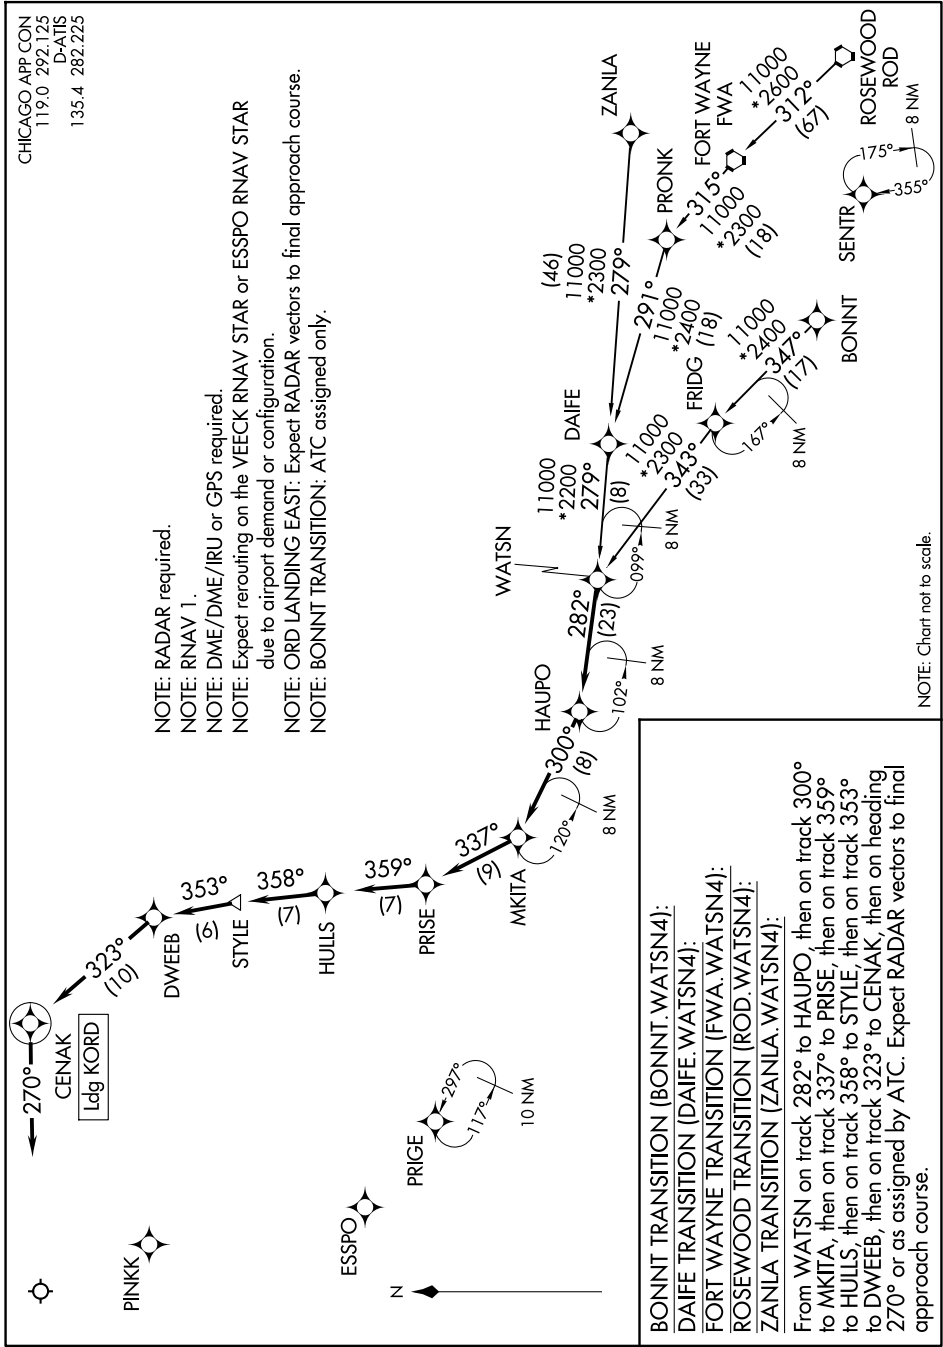 CHICAGO APP CON
119.0 292.125
D-ATIS
135.4 282.225
NOTE: RADAR required.
NOTE: RNAV 1.
NOTE: DME/DME/IRU or GPS required.
NOTE: Expect rerouting on the VEECK RNAV STAR or ESSPO RNAV STAR
due to airport demand or configuration.
NOTE: ORD LANDING EAST: Expect RADAR vectors to final approach course.
NOTE: BONNT TRANSITION: ATC assigned only.
270°
CENAK
Ldg KORD
323°
(10)
DWEEB
353°
(6)
STYLE
358°
(7)
HULLS
359°
(7)
PRISE
337°
(9)
MKITA
120°
8 NM
300°
(8)
HAUPO
102°
8 NM
282°
(23)
WATSN
099°
8 NM
11000
*2200
279°
(8)
DAIFE
(46)
11000
*2300
279°
ZANLA
291°
11000
*2400
(18)
PRONK
315°
11000
*2300
(18)
FORT WAYNE
FWA
11000
*2600
312°
(67)
ROSEWOOD
ROD
11000
*2300
343°
(33)
FRIDG
167°
8 NM
11000
*2400
347°
(17)
BONNT
SENTR
175°
355°
8 NM
PINKK
ESSPO
PRIGE
297°
117°
10 NM
N
NOTE: Chart not to scale.
BONNT TRANSITION (BONNT.WATSN4):
DAIFE TRANSITION (DAIFE.WATSN4):
FORT WAYNE TRANSITION (FWA.WATSN4):
ROSEWOOD TRANSITION (ROD.WATSN4):
ZANLA TRANSITION (ZANLA.WATSN4):
From WATSN on track 282° to HAUPO, then on track 300°
to MKITA, then on track 337° to PRISE, then on track 359°
to HULLS, then on track 358° to STYLE, then on track 353°
to DWEEB, then on track 323° to CENAK, then on heading
270° or as assigned by ATC. Expect RADAR vectors to final
approach course.